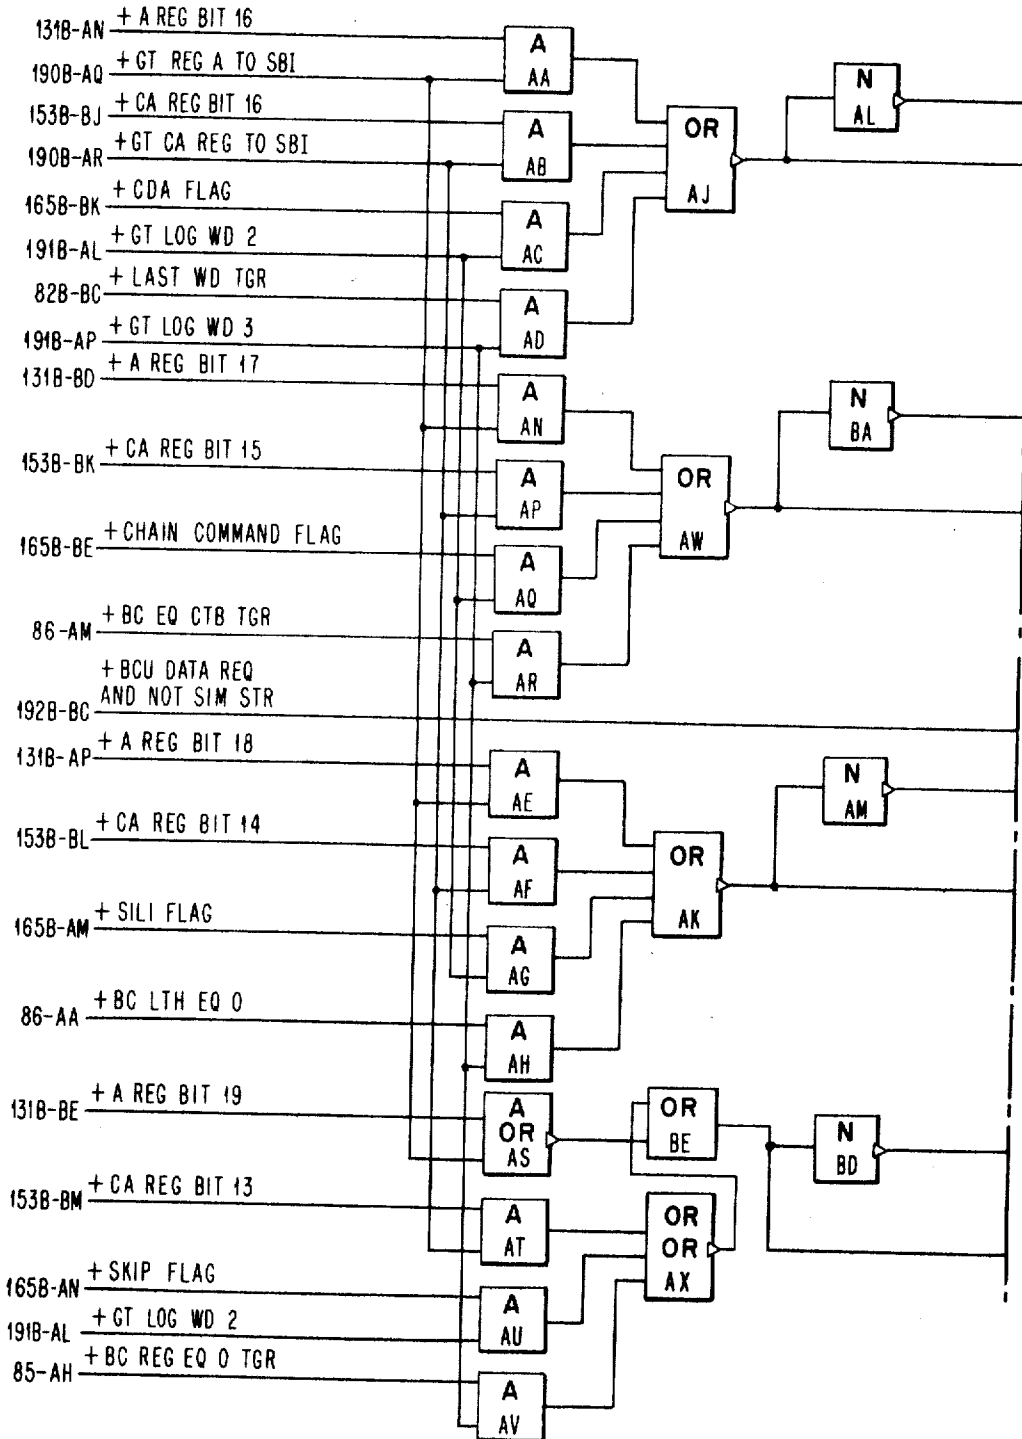 131B-AN + A REG BIT 16
190B-AQ + GT REG A TO SBI
153B-BJ + CA REG BIT 16
190B-AR + GT CA REG TO SBI
165B-BK + CDA FLAG
191B-AL + GT LOG WD 2
82B-BC + LAST WD TGR
191B-AP + GT LOG WD 3
131B-BD + A REG BIT 17
153B-BK + CA REG BIT 15
165B-BE + CHAIN COMMAND FLAG
86-AM + BC EQ CTB TGR
+ BCU DATA REQ
192B-BC AND NOT SIM STR
131B-AP + A REG BIT 18
153B-BL + CA REG BIT 14
165B-AM + SILI FLAG
86-AA + BC LTH EQ 0
131B-BE + A REG BIT 19
153B-BM + CA REG BIT 13
165B-AN + SKIP FLAG
191B-AL + GT LOG WD 2
85-AH + BC REG EQ 0 TGR
A
AA
A
AB
A
AC
A
AD
A
AN
A
AP
A
AQ
A
AR
A
AE
A
AF
A
AG
A
AH
A
OR
AS
A
AT
A
AU
A
AV
OR
AJ
OR
AW
OR
AK
OR
BE
OR
OR
AX
N
AL
N
BA
N
AM
N
BD